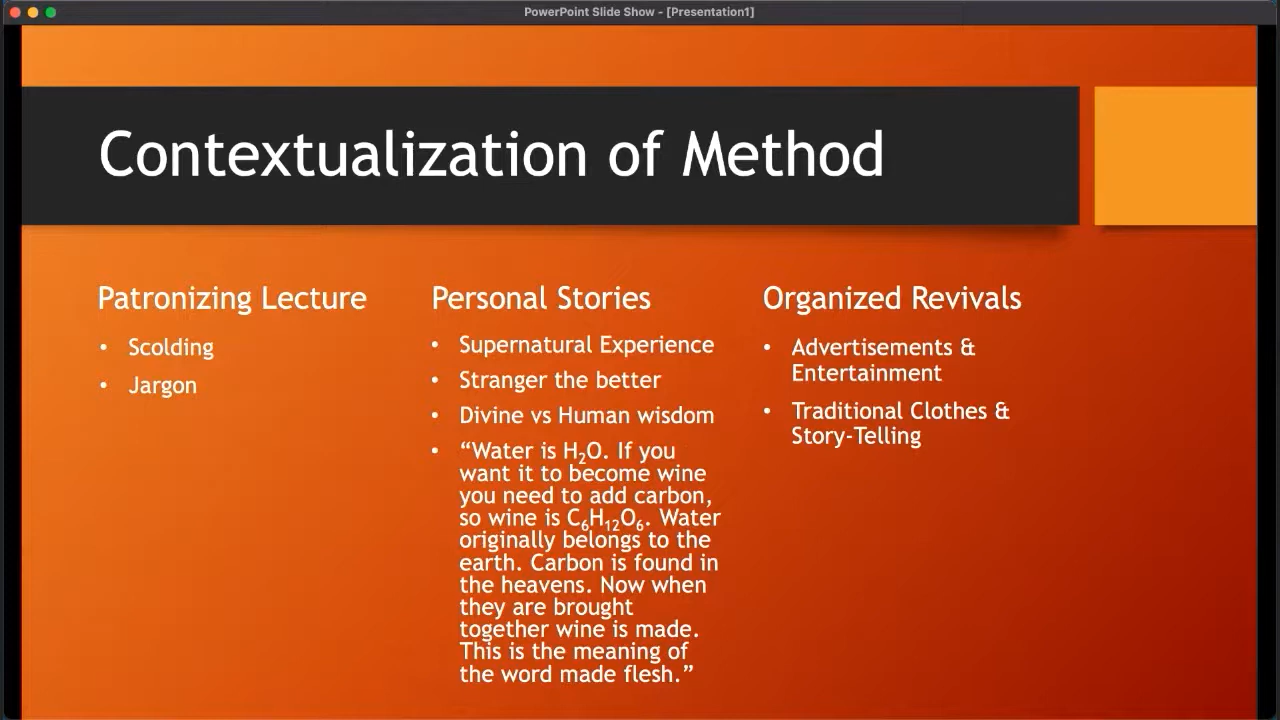 PowerPoint Slide Show - [Presentation1]
Contextualization of Method
Patronizing Lecture
• Scolding
• Jargon
Personal Stories
• Supernatural Experience
• Stranger the better
• Divine vs Human wisdom
• “Water is H₂O. If you
want it to become wine
you need to add carbon,
so wine is C₆H₁₂O₆. Water
originally belongs to the
earth. Carbon is found in
the heavens. Now when
they are brought
together wine is made.
This is the meaning of
the word made flesh.”
Organized Revivals
• Advertisements &
Entertainment
• Traditional Clothes &
Story-Telling